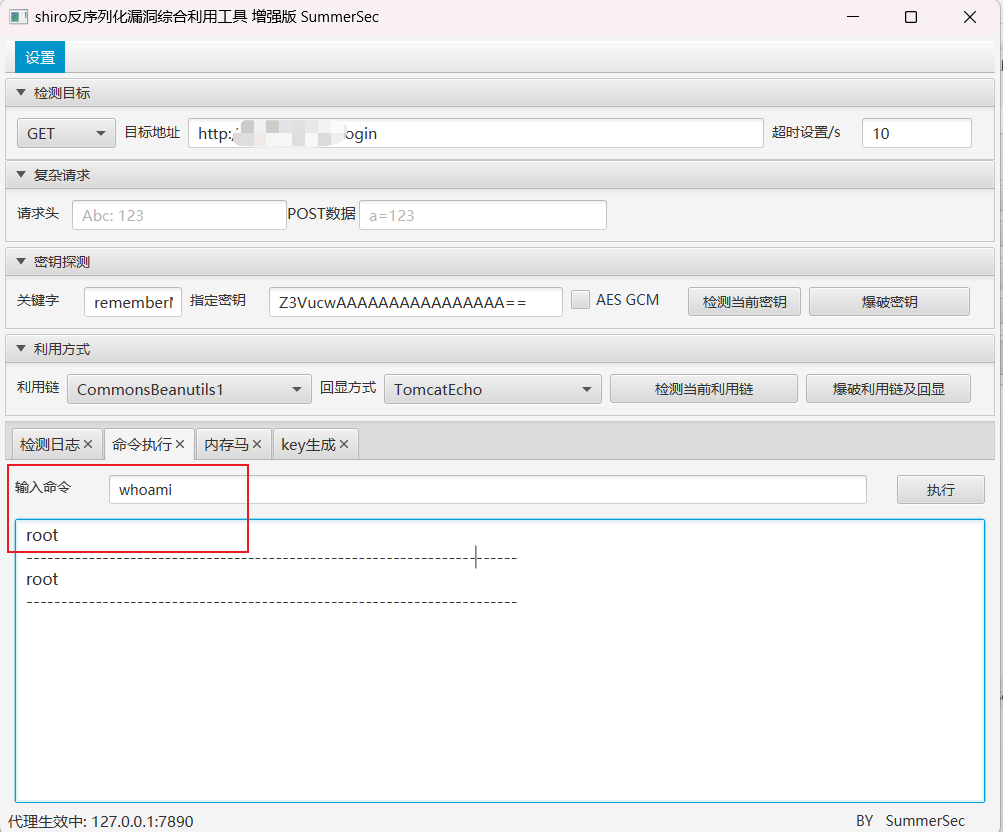 shiro反序列化漏洞综合利用工具 增强版 SummerSec
设置
检测目标
GET 目标地址 http:/ ogin 超时设置/s 10
复杂请求
请求头 Abc: 123 POST数据 a=123
密钥探测
关键字 remember 指定密钥 Z3VucwAAAAAAAAAAAAAAAA== AES GCM 检测当前密钥 爆破密钥
利用方式
利用链 CommonsBeanutils1 回显方式 TomcatEcho 检测当前利用链 爆破利用链及回显
检测日志× 命令执行× 内存马× key生成×
输入命令 whoami 执行
root
-----------------------------------------------------------------------
root
-----------------------------------------------------------------------
代理生效中: 127.0.0.1:7890 BY SummerSec